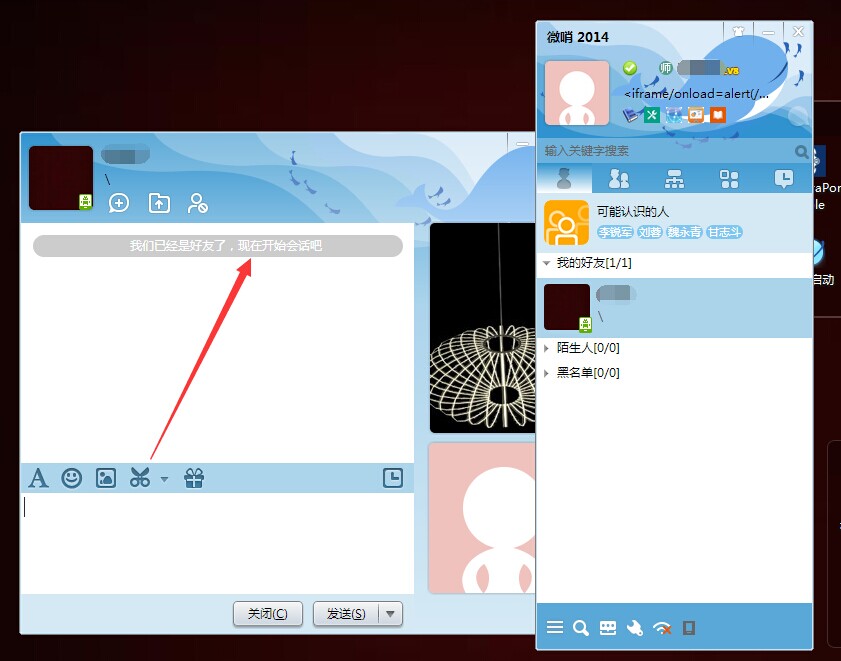 微哨 2014
师
.V8
<iframe/onload=alert(/...
输入关键字搜索
可能认识的人
李锐军 刘蓉 魏永青 甘志斗
我的好友[1/1]
\
陌生人[0/0]
黑名单[0/0]
\
我们已经是好友了，现在开始会话吧
A
关闭(C)
发送(S)
raPor
le
启动